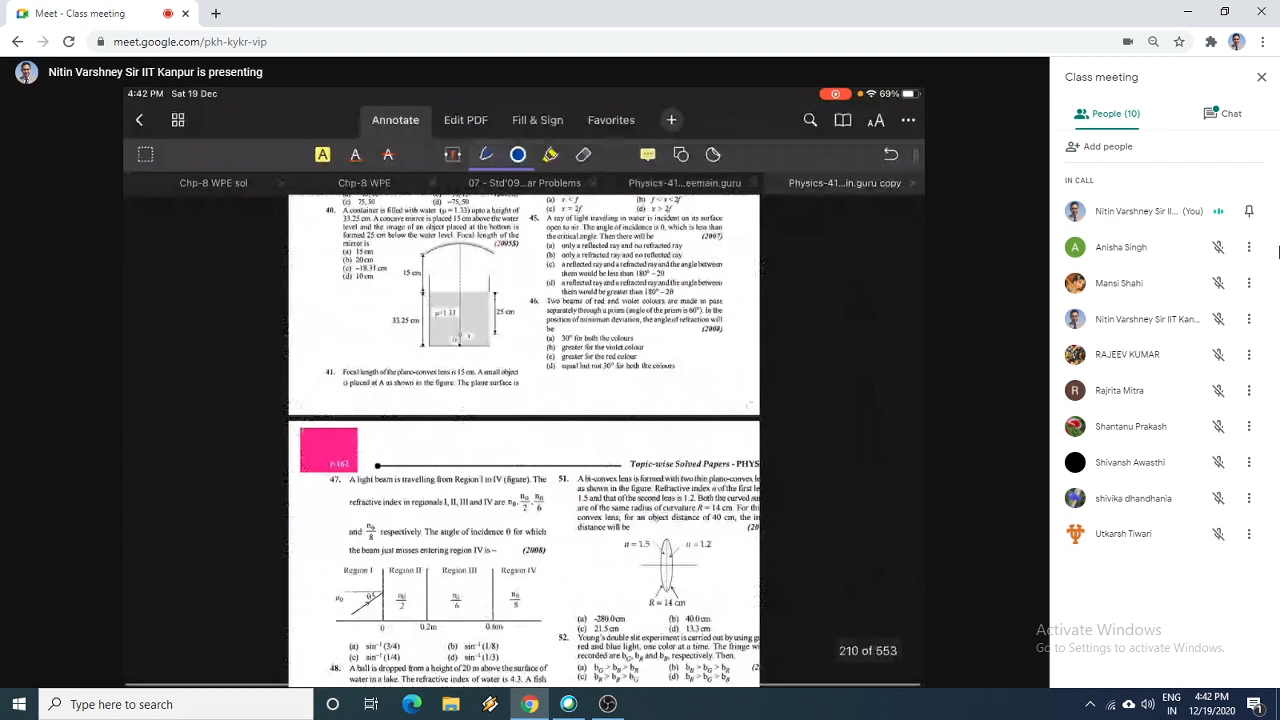 Meet - Class meeting
meet.google.com/pkh-kykr-vip
Nitin Varshney Sir IIT Kanpur is presenting
4:42 PM Sat 19 Dec
69%
Annotate
Edit PDF
Fill & Sign
Favorites
AA
Chp-8 WPE sol
Chp-8 WPE
07 - Std'09...ar Problems
Physics-41...eemain.guru
Physics-41...in.guru copy
(c) 75, 50
(d) -75, 50
40. A container is filled with water (μ = 1.33) upto a height of
33.25 cm. A concave mirror is placed 15 cm above the water
level and the image of an object placed at the bottom is
formed 25 cm below the water level. Focal length of the
mirror is
(2005S)
(a) 15 cm
(b) 20 cm
(c) -18.31 cm
(d) 10 cm
15 cm
μ=1.33
25 cm
33.25 cm
41. Focal length of the plano-convex lens is 15 cm. A small object
is placed at A as shown in the figure. The plane surface is
(c) x = 2f
(d) x > 2f
45. A ray of light traveling in water is incident on its surface
open to air. The angle of incidence is θ, which is less than
the critical angle. Then there will be
(2007)
(a) only a reflected ray and no refracted ray
(b) only a refracted ray and no reflected ray
(c) a reflected ray and a refracted ray and the angle between
them would be less than 180° – 2θ
(d) a reflected ray and a refracted ray and the angle between
them would be greater than 180° – 2θ
46. Two beams of red and violet colours are made to pass
separately through a prism (angle of the prism is 60°). In the
position of minimum deviation, the angle of refraction will
be
(2008)
(a) 30° for both the colours
(b) greater for the violet colour
(c) greater for the red colour
(d) equal but not 30° for both the colours
P-162
Topic-wise Solved Papers - PHYS
47. A light beam is travelling from Region I to IV (figure). The
refractive index in regionals I, II, III and IV are n0, n0/2, n0/6
and n0/8 respectively. The angle of incidence θ for which
the beam just misses entering region IV is–
(2008)
Region I Region II Region III Region IV
n0 θ n0/2 n0/6 n0/8
0 0.2m 0.6m
(a) sin⁻¹ (3/4)
(b) sin⁻¹ (1/8)
(c) sin⁻¹ (1/4)
(d) sin⁻¹ (1/3)
48. A ball is dropped from a height of 20 m above the surface of
water in a lake. The refractive index of water is 4.3. A fish
51. A bi-convex lens is formed with two thin plano-convex le
as shown in the figure. Refractive index n of the first le
1.5 and that of the second lens is 1.2. Both the curved su
are of the same radius of curvature R = 14 cm. For thi
convex lens, for an object distance of 40 cm, the in
distance will be
(20
n = 1.5
n = 1.2
R = 14 cm
(a) -280.0 cm
(b) 40.0 cm
(c) 21.5 cm
(d) 13.3 cm
52. Young's double slit experiment is carried out by using g
red and blue light, one color at a time. The fringe w
recorded are bG, bR and bB, respectively. Then,
(2
(a) bG > bB > bR
(b) bB > bG > bR
(c) bR > bB > bG
(d) bR > bG > bB
210 of 553
Class meeting
People (10)
Chat
Add people
IN CALL
Nitin Varshney Sir II... (You)
Anisha Singh
Mansi Shahi
Nitin Varshney Sir IIT Kan...
RAJEEV KUMAR
Rajrita Mitra
Shantanu Prakash
Shivansh Awasthi
shivika dhandhania
Utkarsh Tiwari
Activate Windows
Go to Settings to activate Windows.
Type here to search
ENG
IN
4:42 PM
12/19/2020